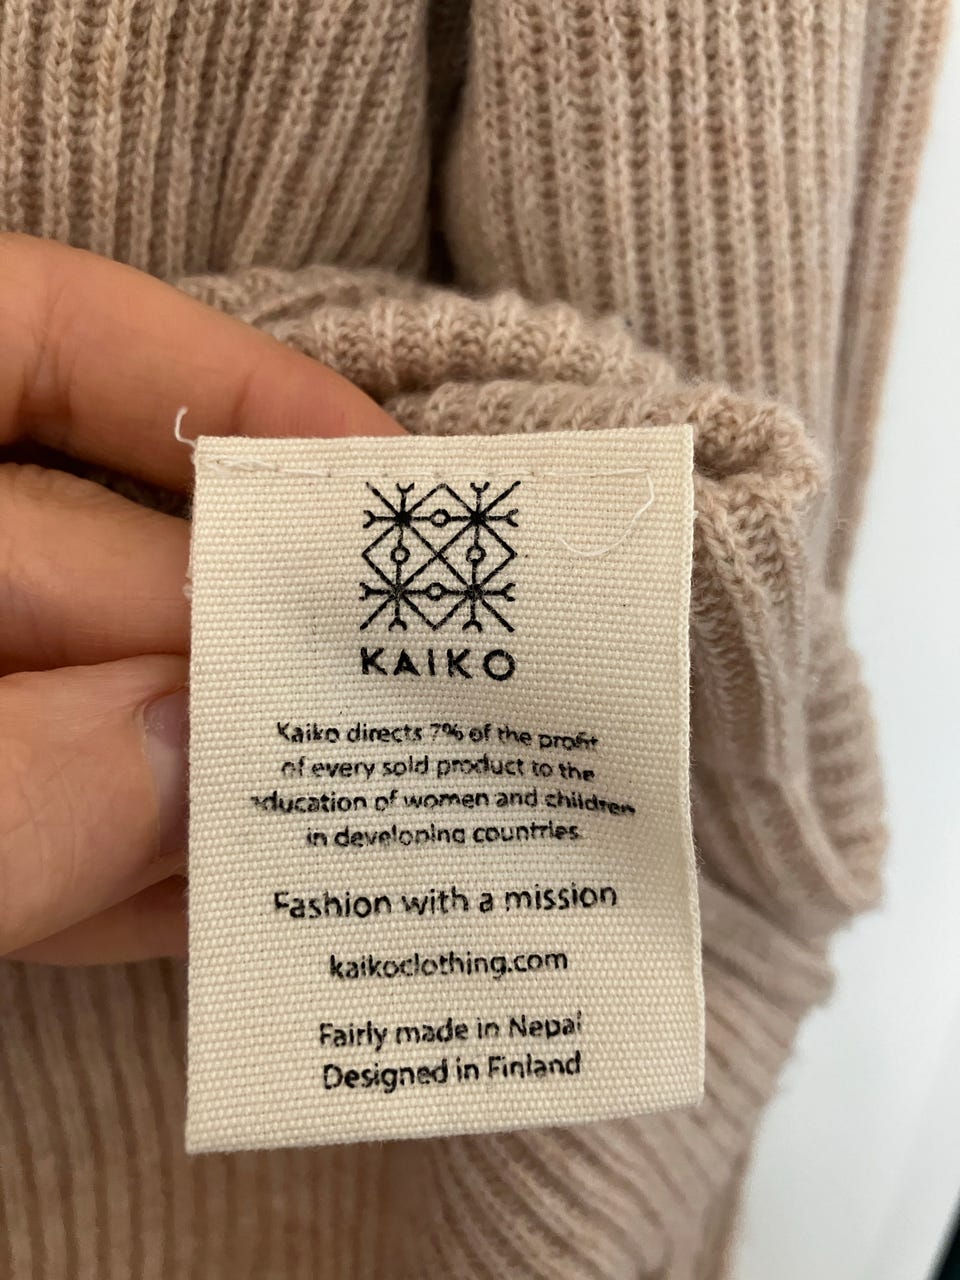 KAIKO
Kaiko directs 7% of the profit
of every sold product to the
education of women and children
in developing countries.
Fashion with a mission
kaikoclothing.com
Fairly made in Nepal
Designed in Finland